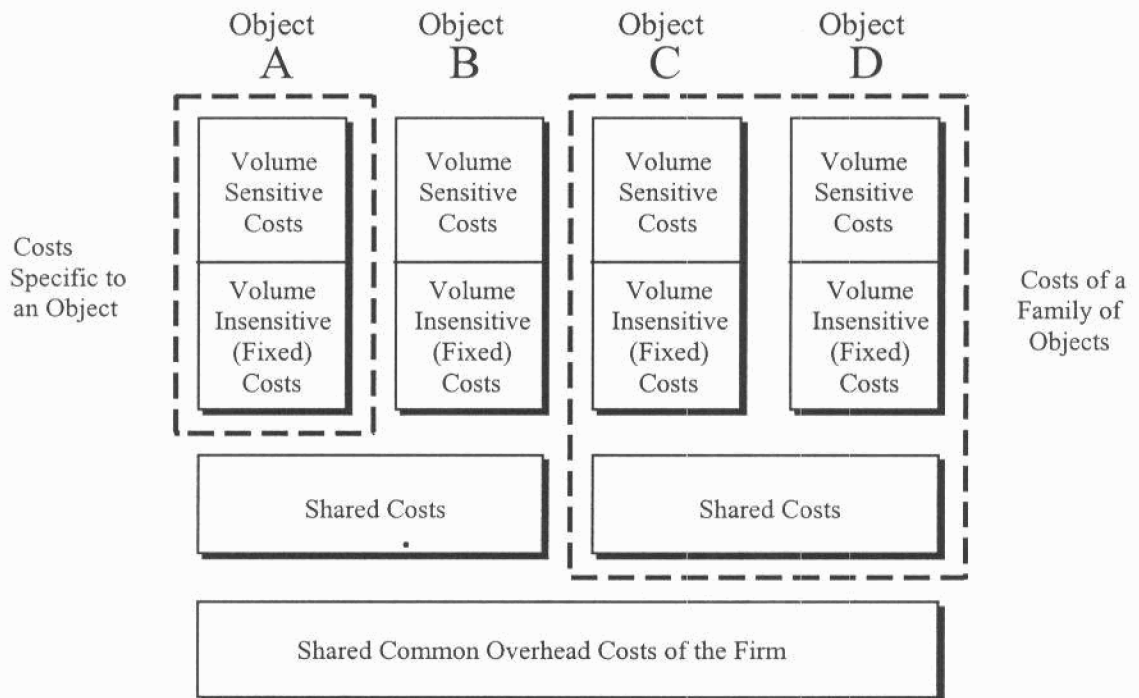 Object
A
Object
B
Object
C
Object
D
Costs
Specific to
an Object
Volume
Sensitive
Costs
Volume
Insensitive
(Fixed)
Costs
Volume
Sensitive
Costs
Volume
Insensitive
(Fixed)
Costs
Volume
Sensitive
Costs
Volume
Insensitive
(Fixed)
Costs
Volume
Sensitive
Costs
Volume
Insensitive
(Fixed)
Costs
Costs of a
Family of
Objects
Shared Costs
Shared Costs
Shared Common Overhead Costs of the Firm